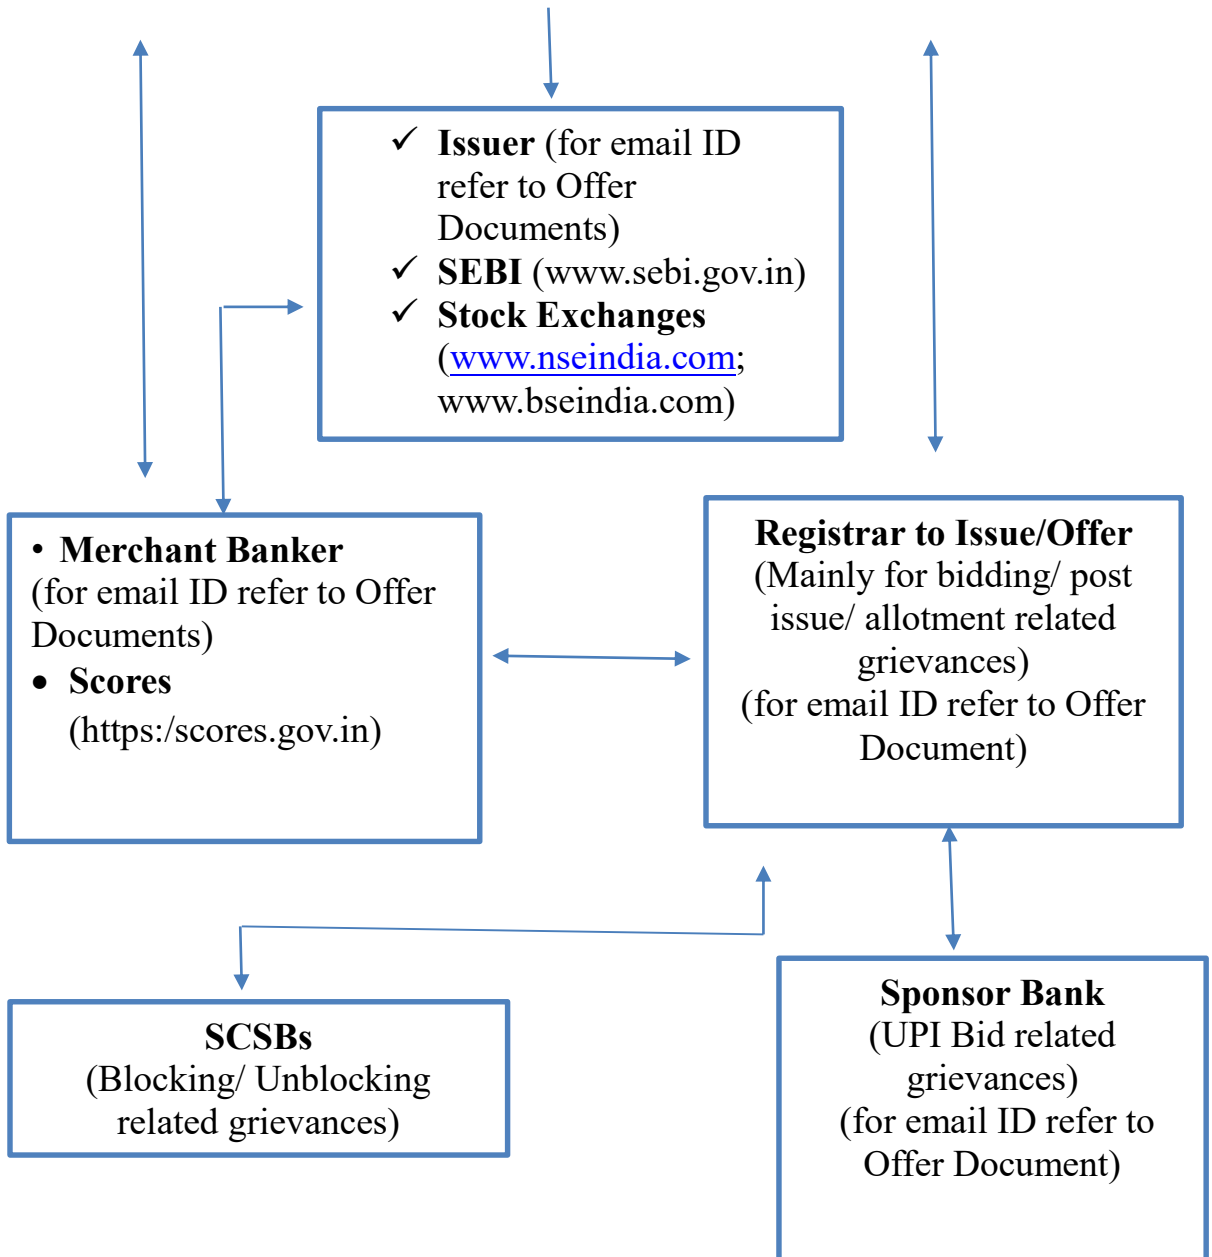 ✓ Issuer (for email ID
refer to Offer
Documents)
✓ SEBI (www.sebi.gov.in)
✓ Stock Exchanges
(www.nseindia.com;
www.bseindia.com)
• Merchant Banker
(for email ID refer to Offer
Documents)
• Scores
(https:/scores.gov.in)
Registrar to Issue/Offer
(Mainly for bidding/ post
issue/ allotment related
grievances)
(for email ID refer to Offer
Document)
SCSBs
(Blocking/ Unblocking
related grievances)
Sponsor Bank
(UPI Bid related
grievances)
(for email ID refer to
Offer Document)